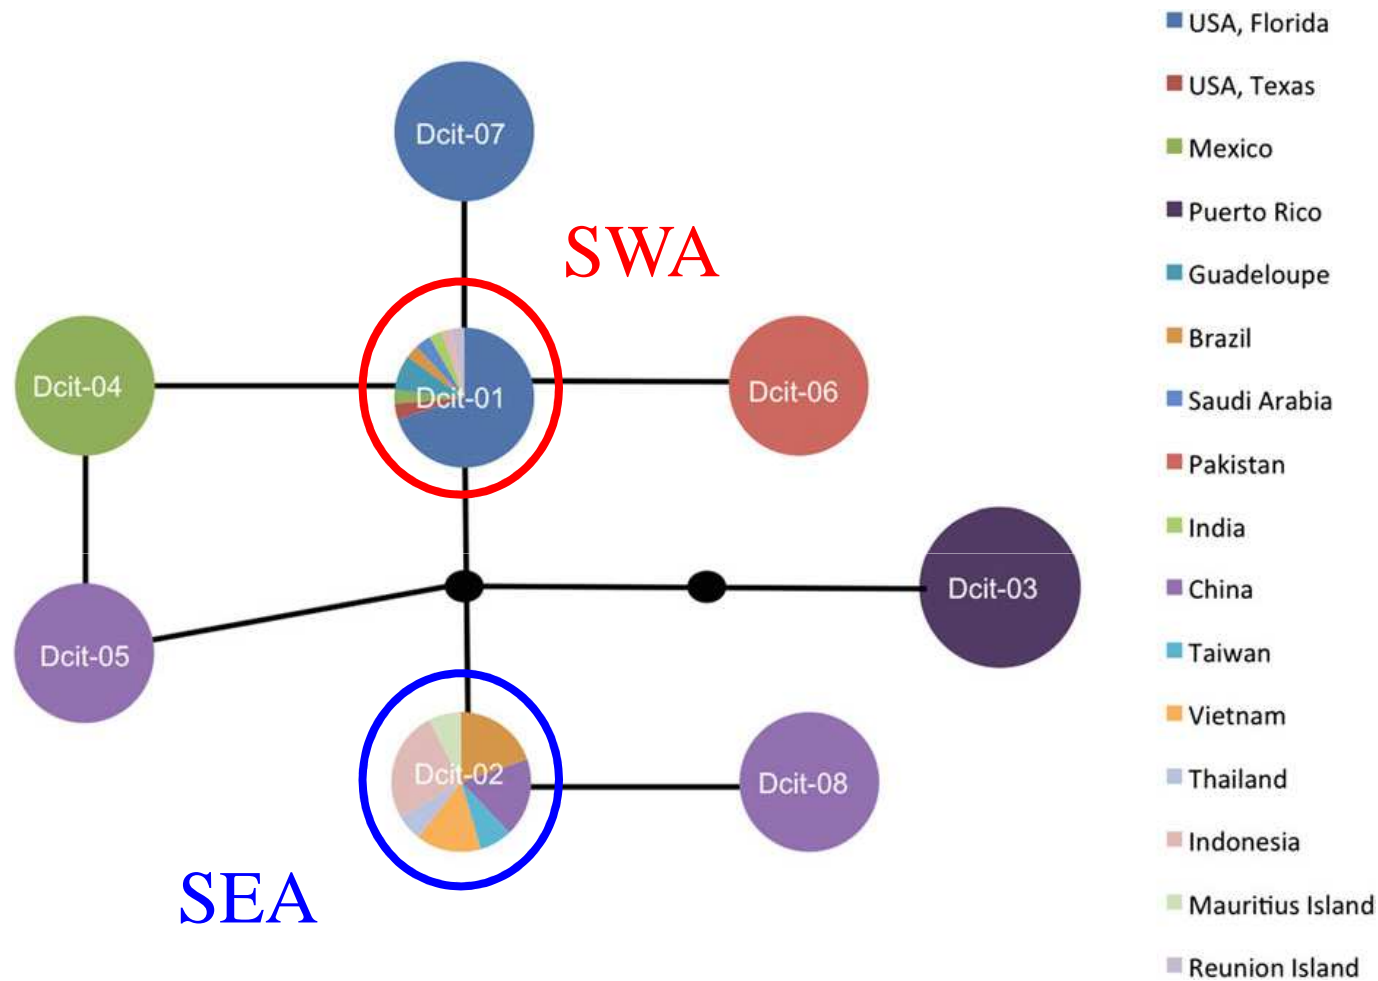 Dcit-07
SWA
Dcit-04
Dcit-01
Dcit-06
Dcit-03
Dcit-05
Dcit-02
Dcit-08
SEA
USA, Florida
USA, Texas
Mexico
Puerto Rico
Guadeloupe
Brazil
Saudi Arabia
Pakistan
India
China
Taiwan
Vietnam
Thailand
Indonesia
Mauritius Island
Reunion Island